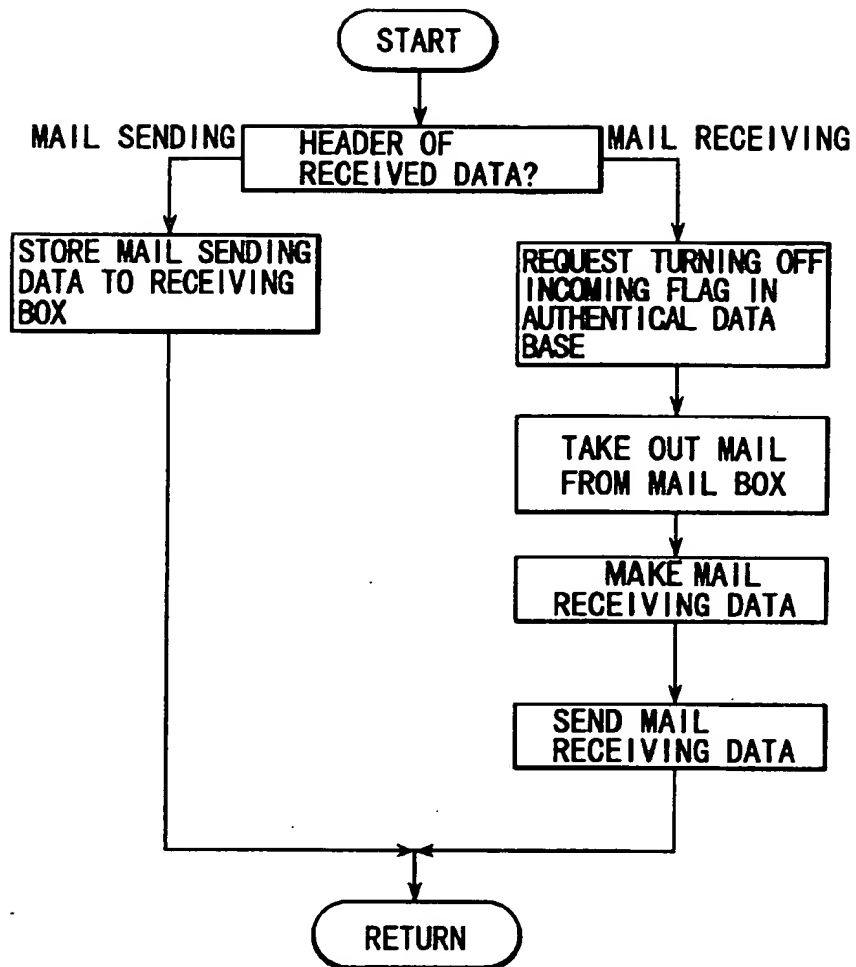 START
MAIL SENDING
HEADER OF
RECEIVED DATA?
MAIL RECEIVING
STORE MAIL SENDING
DATA TO RECEIVING
BOX
REQUEST TURNING OFF
INCOMING FLAG IN
AUTHENTICAL DATA
BASE
TAKE OUT MAIL
FROM MAIL BOX
MAKE MAIL
RECEIVING DATA
SEND MAIL
RECEIVING DATA
RETURN